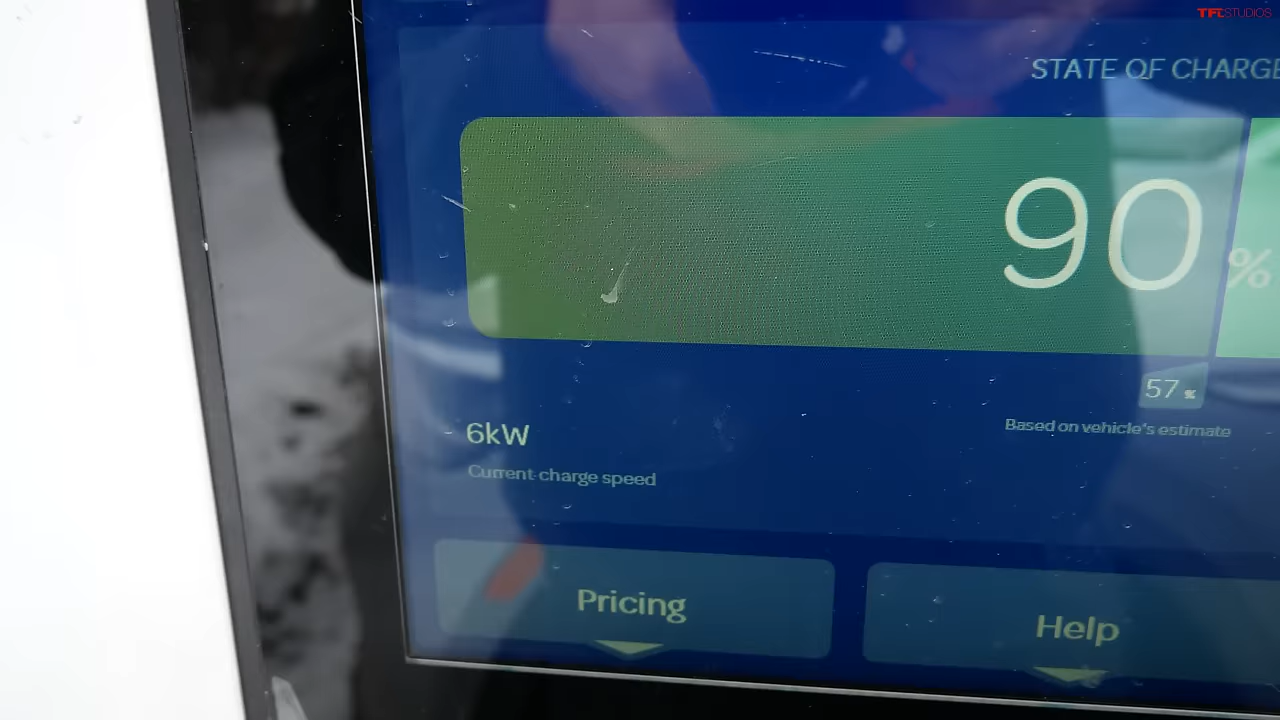 TFLSTUDIOS
STATE OF CHARGE
90%
57%
Based on vehicle's estimate
6kW
Current charge speed
Pricing
Help